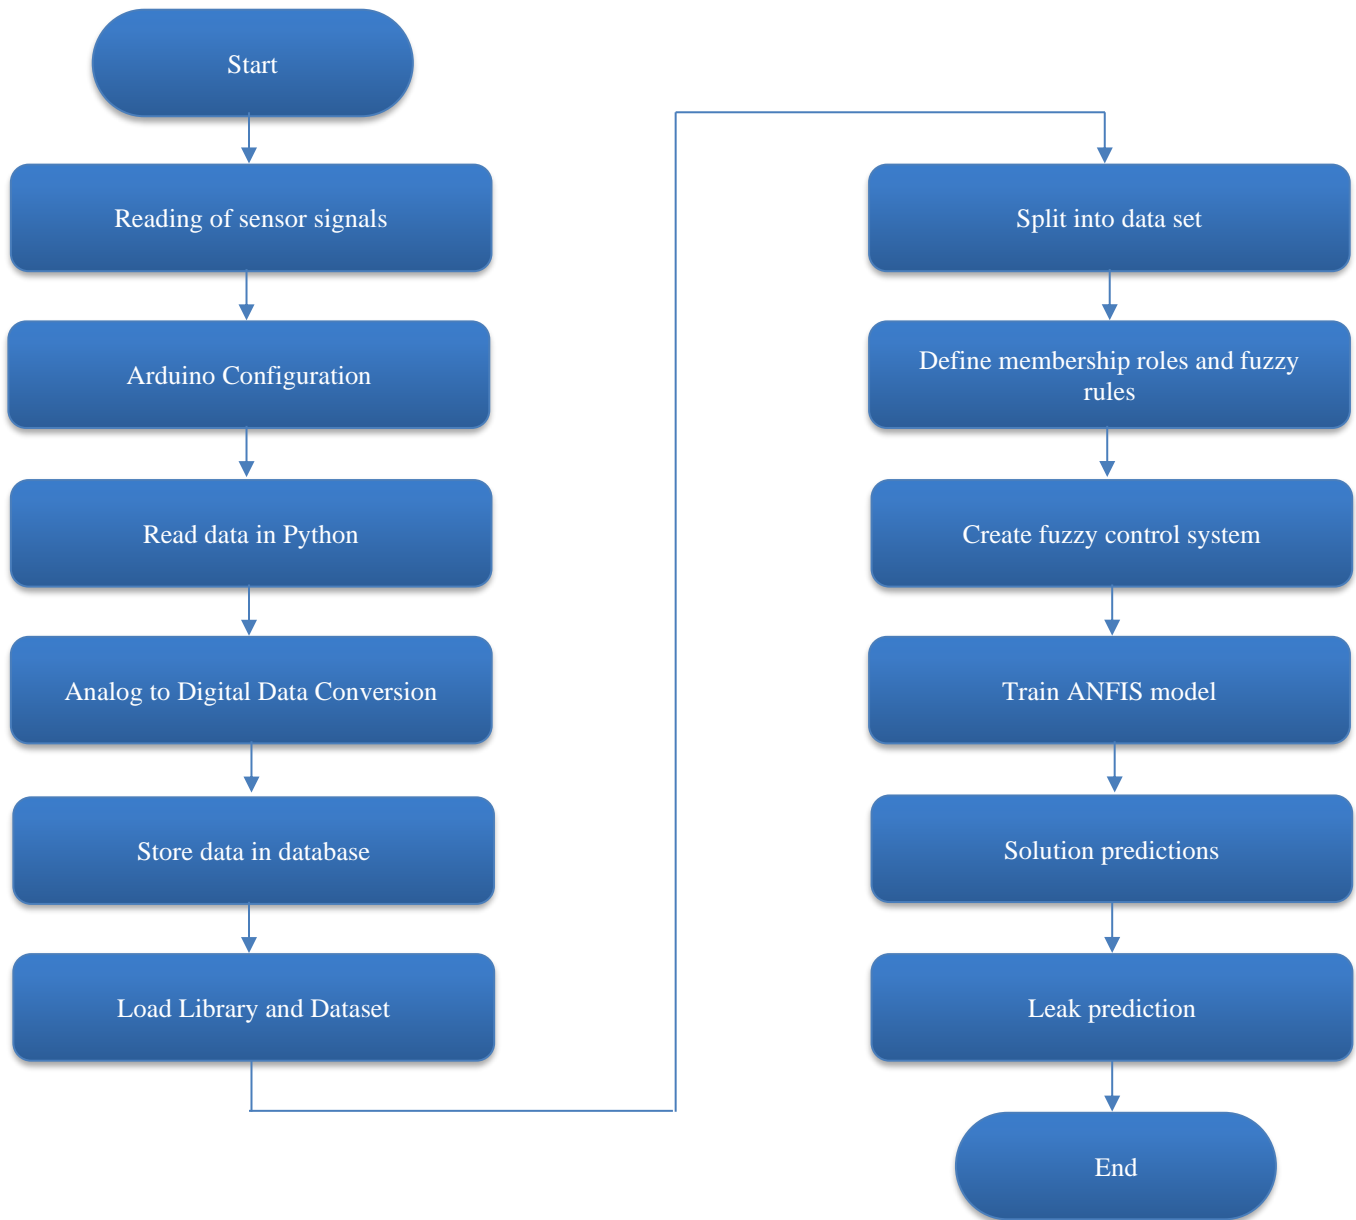 Start
Reading of sensor signals
Arduino Configuration
Read data in Python
Analog to Digital Data Conversion
Store data in database
Load Library and Dataset
Split into data set
Define membership roles and fuzzy
rules
Create fuzzy control system
Train ANFIS model
Solution predictions
Leak prediction
End